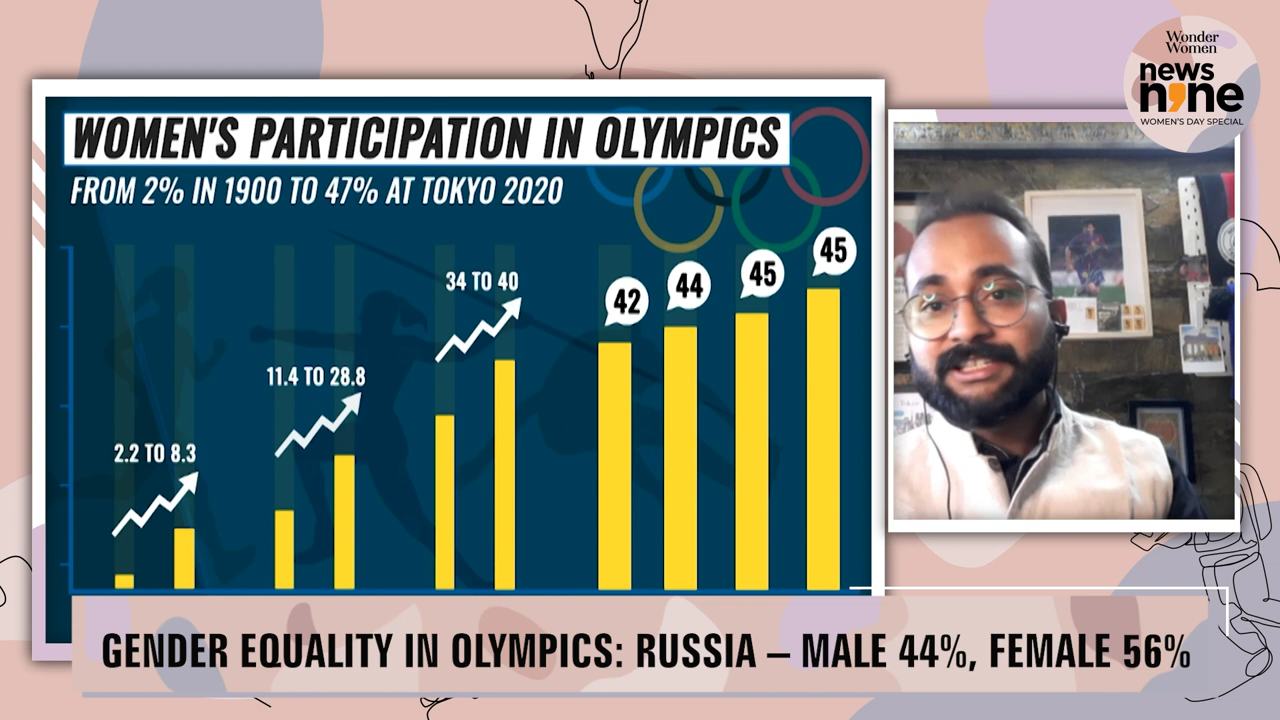 Wonder
Women
news
n9ne
WOMEN'S DAY SPECIAL
WOMEN'S PARTICIPATION IN OLYMPICS
FROM 2% IN 1900 TO 47% AT TOKYO 2020
2.2 TO 8.3
11.4 TO 28.8
34 TO 40
42
44
45
45
GENDER EQUALITY IN OLYMPICS: RUSSIA – MALE 44%, FEMALE 56%